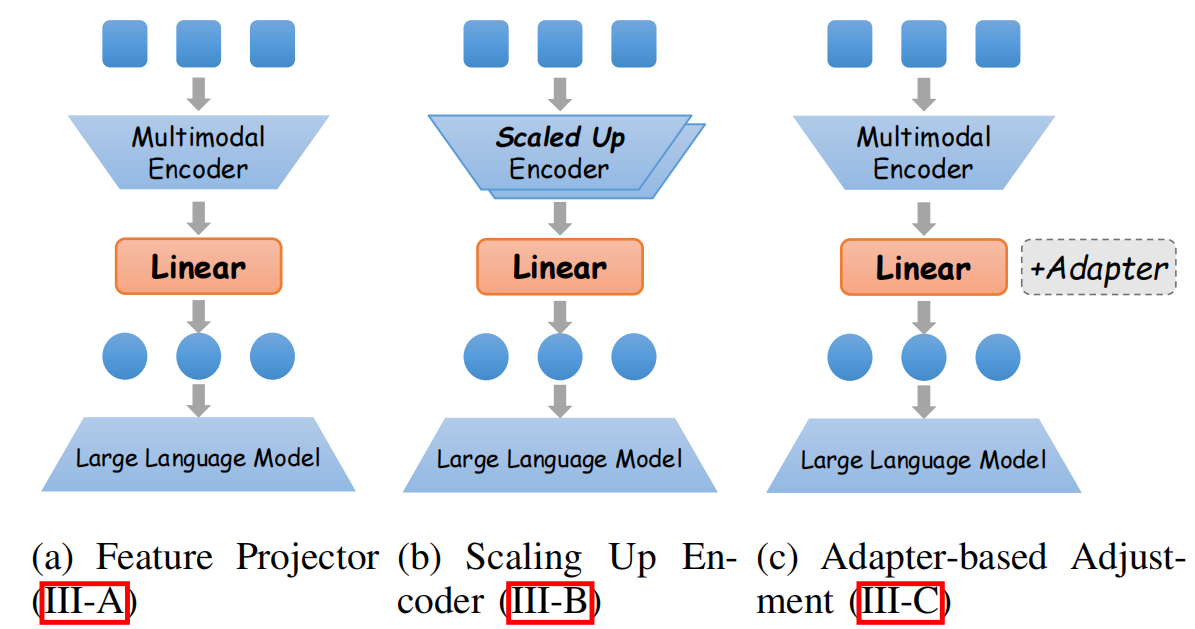 Multimodal
Encoder
Linear
Large Language Model
Scaled Up
Encoder
Linear
Large Language Model
Multimodal
Encoder
Linear
+Adapter
Large Language Model
(a) Feature Projector
(III-A)
(b) Scaling Up En-
coder (III-B)
(c) Adapter-based Adjust-
ment (III-C)